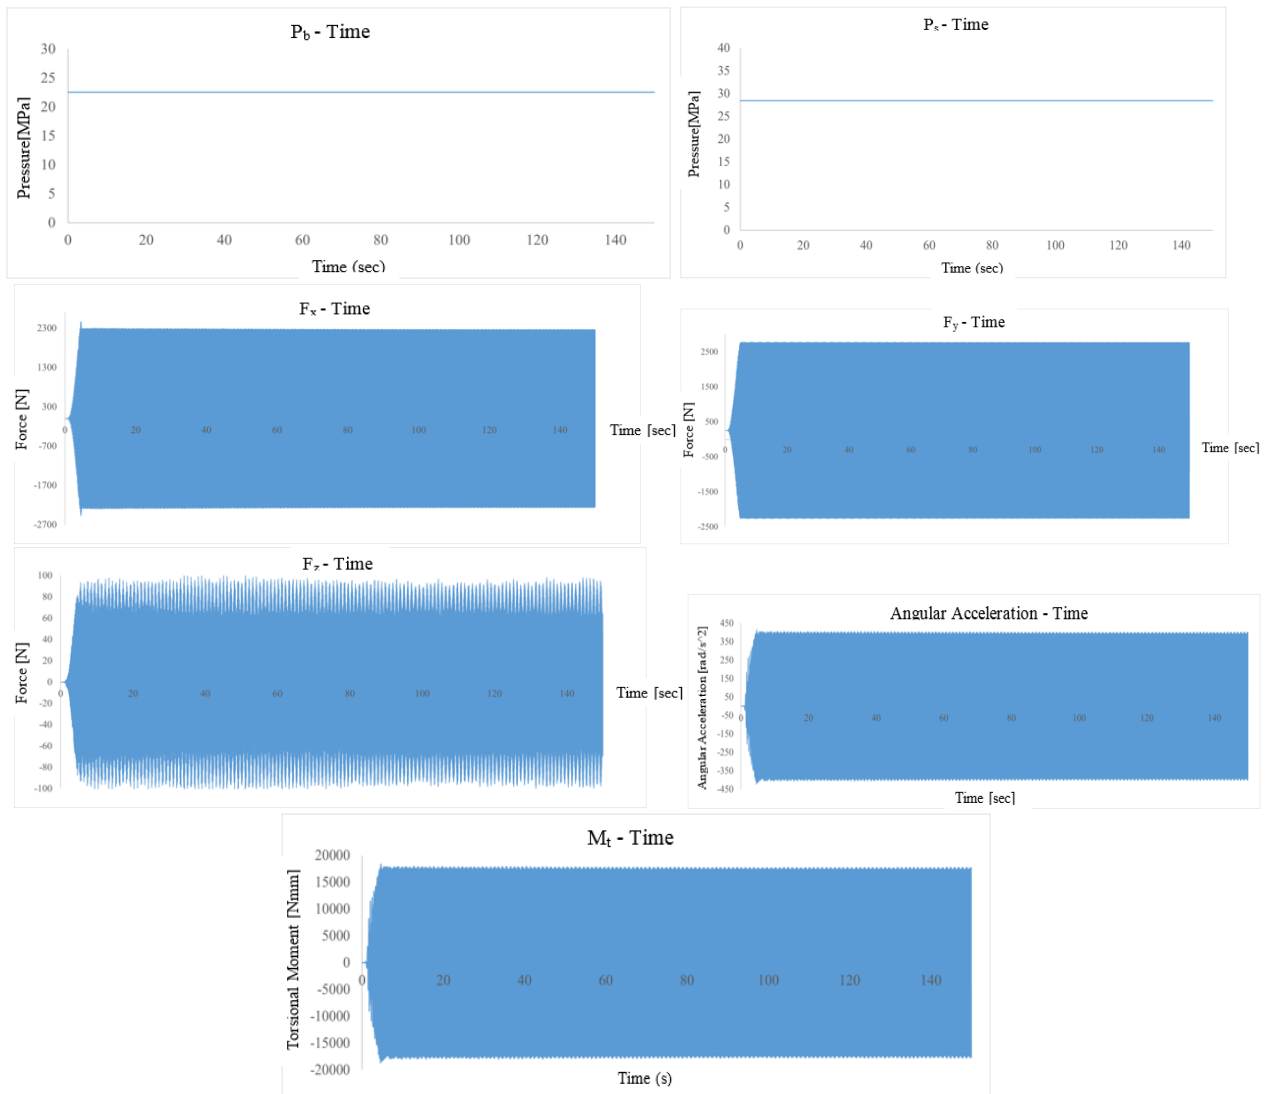 P_b - Time
30
25
20
15
10
5
0
Pressure[MPa]
0 20 40 60 80 100 120 140
Time (sec)
P_s - Time
40
35
30
25
20
15
10
5
0
Pressure[MPa]
0 20 40 60 80 100 120 140
Time (sec)
F_x - Time
2300
1300
300
-700
-1700
-2700
Force [N]
0 20 40 60 80 100 120 140
Time [sec]
F_y - Time
2500
1500
500
-500
-1500
-2500
Force [N]
0 20 40 60 80 100 120 140
Time [sec]
F_z - Time
100
80
60
40
20
0
-20
-40
-60
-80
-100
Force [N]
0 20 40 60 80 100 120 140
Time [sec]
Angular Acceleration - Time
450
350
250
150
50
-50
-150
-250
-350
-450
Angular Acceleration [rad/s^2]
0 20 40 60 80 100 120 140
Time [sec]
M_t - Time
20000
15000
10000
5000
0
-5000
-10000
-15000
-20000
Torsional Moment [Nmm]
0 20 40 60 80 100 120 140
Time (s)